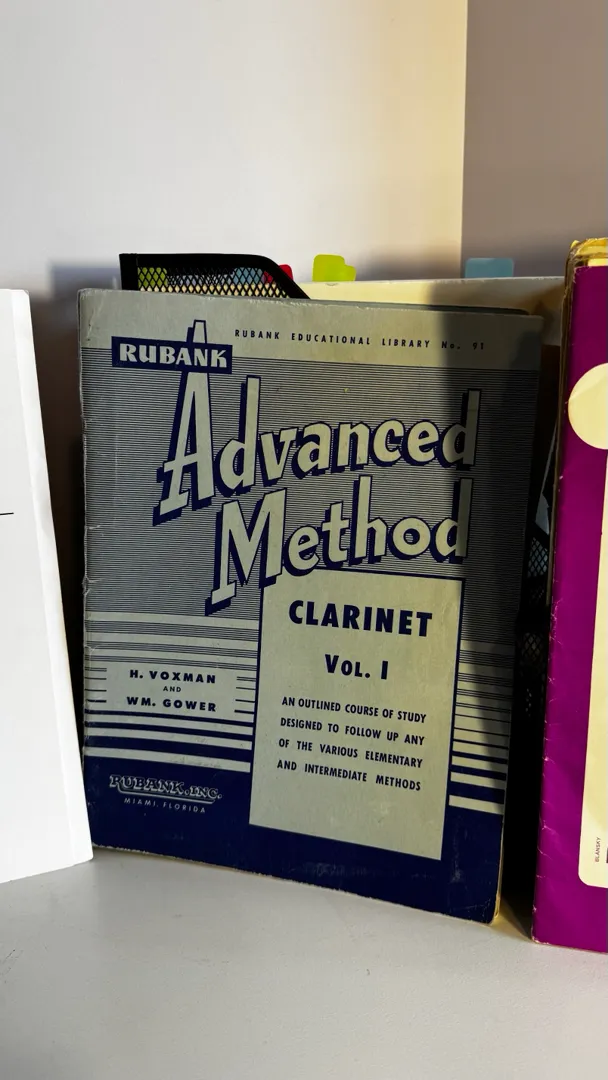 RUBANK EDUCATIONAL LIBRARY No. 91
RUBANK
Advanced
Method
CLARINET
VOL. I
H. VOXMAN
AND
WM. GOWER
AN OUTLINED COURSE OF STUDY
DESIGNED TO FOLLOW UP ANY
OF THE VARIOUS ELEMENTARY
AND INTERMEDIATE METHODS
RUBANK, INC.
MIAMI, FLORIDA
BLANSKY